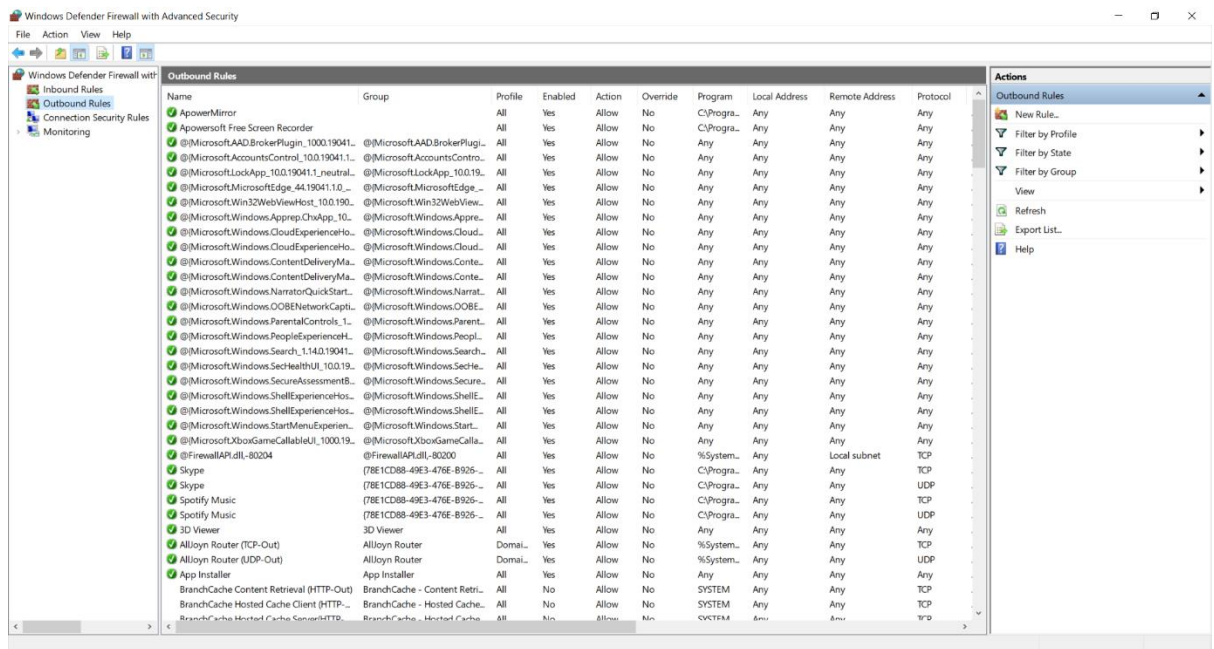 Windows Defender Firewall with Advanced Security
File Action View Help
Windows Defender Firewall with
Inbound Rules
Outbound Rules
Connection Security Rules
Monitoring
Outbound Rules
Name Group Profile Enabled Action Override Program Local Address Remote Address Protocol
ApowerMirror All Yes Allow No C:\Progra... Any Any Any
Apowersoft Free Screen Recorder All Yes Allow No C:\Progra... Any Any Any
@{Microsoft.AAD.BrokerPlugin_1000.19041... @{Microsoft.AAD.BrokerPlugi... All Yes Allow No Any Any Any Any
@{Microsoft.AccountsControl_10.0.19041.1... @{Microsoft.AccountsContro... All Yes Allow No Any Any Any Any
@{Microsoft.LockApp_10.0.19041.1_neutral... @{Microsoft.LockApp_10.0.19... All Yes Allow No Any Any Any Any
@{Microsoft.MicrosoftEdge_44.19041.1.0_... @{Microsoft.MicrosoftEdge_... All Yes Allow No Any Any Any Any
@{Microsoft.Win32WebViewHost_10.0.190... @{Microsoft.Win32WebView... All Yes Allow No Any Any Any Any
@{Microsoft.Windows.Apprep.ChxApp_10... @{Microsoft.Windows.Appre... All Yes Allow No Any Any Any Any
@{Microsoft.Windows.CloudExperienceHo... @{Microsoft.Windows.Cloud... All Yes Allow No Any Any Any Any
@{Microsoft.Windows.CloudExperienceHo... @{Microsoft.Windows.Cloud... All Yes Allow No Any Any Any Any
@{Microsoft.Windows.ContentDeliveryMa... @{Microsoft.Windows.Conte... All Yes Allow No Any Any Any Any
@{Microsoft.Windows.ContentDeliveryMa... @{Microsoft.Windows.Conte... All Yes Allow No Any Any Any Any
@{Microsoft.Windows.NarratorQuickStart... @{Microsoft.Windows.Narrat... All Yes Allow No Any Any Any Any
@{Microsoft.Windows.OOBENetworkCapti... @{Microsoft.Windows.OOBE... All Yes Allow No Any Any Any Any
@{Microsoft.Windows.ParentalControls_1... @{Microsoft.Windows.Parent... All Yes Allow No Any Any Any Any
@{Microsoft.Windows.PeopleExperienceH... @{Microsoft.Windows.Peopl... All Yes Allow No Any Any Any Any
@{Microsoft.Windows.Search_1.14.0.19041... @{Microsoft.Windows.Search... All Yes Allow No Any Any Any Any
@{Microsoft.Windows.SecHealthUI_10.0.19... @{Microsoft.Windows.SecHe... All Yes Allow No Any Any Any Any
@{Microsoft.Windows.SecureAssessmentB... @{Microsoft.Windows.Secure... All Yes Allow No Any Any Any Any
@{Microsoft.Windows.ShellExperienceHos... @{Microsoft.Windows.ShellE... All Yes Allow No Any Any Any Any
@{Microsoft.Windows.ShellExperienceHos... @{Microsoft.Windows.ShellE... All Yes Allow No Any Any Any Any
@{Microsoft.Windows.StartMenuExperien... @{Microsoft.Windows.Start... All Yes Allow No Any Any Any Any
@{Microsoft.XboxGameCallableUI_1000.19... @{Microsoft.XboxGameCalla... All Yes Allow No Any Any Any Any
@FirewallAPI.dll,-80204 @FirewallAPI.dll,-80200 All Yes Allow No %System... Any Local subnet TCP
Skype {78E1CD88-49E3-476E-B926-... All Yes Allow No C:\Progra... Any Any TCP
Skype {78E1CD88-49E3-476E-B926-... All Yes Allow No C:\Progra... Any Any UDP
Spotify Music {78E1CD88-49E3-476E-B926-... All Yes Allow No C:\Progra... Any Any TCP
Spotify Music {78E1CD88-49E3-476E-B926-... All Yes Allow No C:\Progra... Any Any UDP
3D Viewer 3D Viewer All Yes Allow No Any Any Any Any
AllJoyn Router (TCP-Out) AllJoyn Router Domai... Yes Allow No %System... Any Any TCP
AllJoyn Router (UDP-Out) AllJoyn Router Domai... Yes Allow No %System... Any Any UDP
App Installer App Installer All Yes Allow No Any Any Any Any
BranchCache Content Retrieval (HTTP-Out) BranchCache - Content Retri... All No Allow No SYSTEM Any Any TCP
BranchCache Hosted Cache Client (HTTP-... BranchCache - Hosted Cache... All No Allow No SYSTEM Any Any TCP
BranchCache Hosted Cache Server(HTTP... BranchCache - Hosted Cache... All No Allow No SYSTEM Any Any TCP
Actions
Outbound Rules
New Rule...
Filter by Profile
Filter by State
Filter by Group
View
Refresh
Export List...
Help